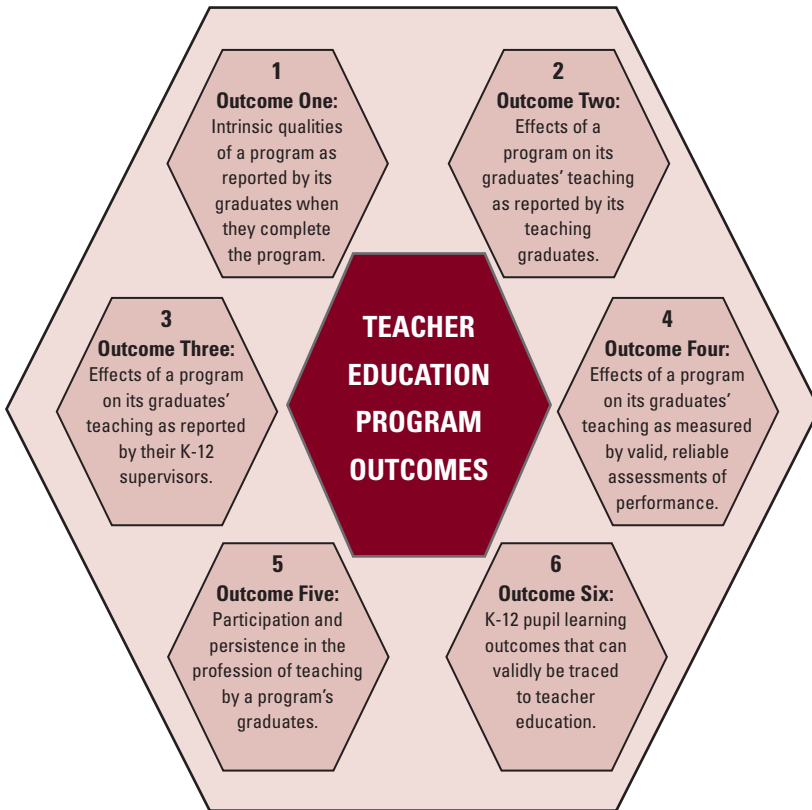 1
Outcome One:
Intrinsic qualities
of a program as
reported by its
graduates when
they complete
the program.
2
Outcome Two:
Effects of a
program on its
graduates’ teaching
as reported by its
teaching
graduates.
TEACHER
EDUCATION
PROGRAM
OUTCOMES
3
Outcome Three:
Effects of a program
on its graduates’
teaching as reported
by their K-12
supervisors.
4
Outcome Four:
Effects of a program
on its graduates’
teaching as measured
by valid, reliable
assessments of
performance.
5
Outcome Five:
Participation and
persistence in the
profession of teaching
by a program’s
graduates.
6
Outcome Six:
K-12 pupil learning
outcomes that can
validly be traced
to teacher
education.